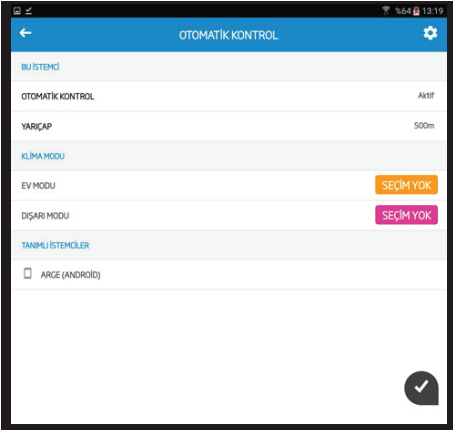 %64 13:19
OTOMATİK KONTROL
BU İSTEMCİ
OTOMATİK KONTROL Aktif
YARIÇAP 500m
KLİMA MODU
EV MODU SEÇİM YOK
DIŞARI MODU SEÇİM YOK
TANIMLI İSTEMCİLER
ARGE (ANDROİD)